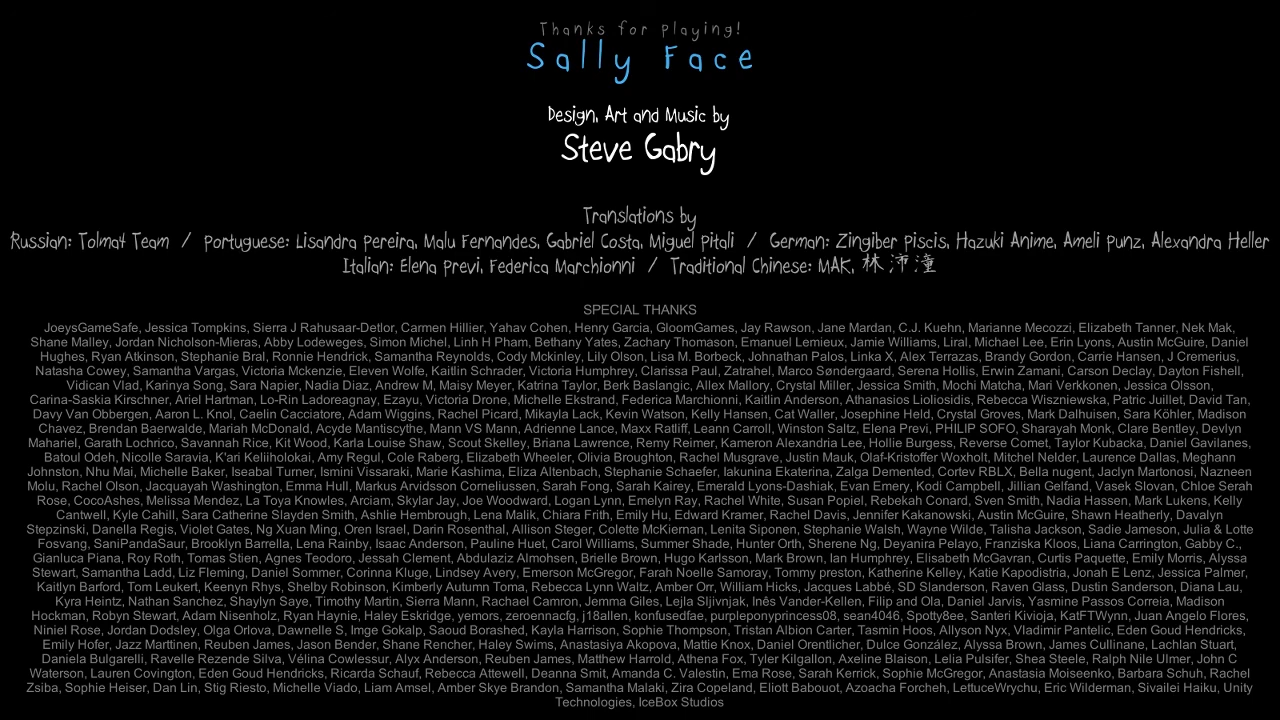 Thanks for playing!
Sally Face
Design, Art and Music by
Steve Gabry
Translations by
Russian: Tolma4 Team / Portuguese: Lisandra Pereira, Malu Fernandes, Gabriel Costa, Miguel Pitali / German: Zingiber Piscis, Hazuki Anime, Ameli Punz, Alexandra Heller
Italian: Elena Previ, Federica Marchionni / Traditional Chinese: MAK, 林沛潼
SPECIAL THANKS
JoeysGameSafe, Jessica Tompkins, Sierra J Rahusaar-Detlor, Carmen Hillier, Yahav Cohen, Henry Garcia, GloomGames, Jay Rawson, Jane Mardan, C.J. Kuehn, Marianne Mecozzi, Elizabeth Tanner, Nek Mak,
Shane Malley, Jordan Nicholson-Mieras, Abby Lodeweges, Simon Michel, Linh H Pham, Bethany Yates, Zachary Thomason, Emanuel Lemieux, Jamie Williams, Liral, Michael Lee, Erin Lyons, Austin McGuire, Daniel
Hughes, Ryan Atkinson, Stephanie Bral, Ronnie Hendrick, Samantha Reynolds, Cody Mckinley, Lily Olson, Lisa M. Borbeck, Johnathan Palos, Linka X, Alex Terrazas, Brandy Gordon, Carrie Hansen, J Cremerius,
Natasha Cowey, Samantha Vargas, Victoria Mckenzie, Eleven Wolfe, Kaitlin Schrader, Victoria Humphrey, Clarissa Paul, Zatrahel, Marco Søndergaard, Serena Hollis, Erwin Zamani, Carson Declay, Dayton Fishell,
Vidican Vlad, Karinya Song, Sara Napier, Nadia Diaz, Andrew M, Maisy Meyer, Katrina Taylor, Berk Baslangic, Allex Mallory, Crystal Miller, Jessica Smith, Mochi Matcha, Mari Verkkonen, Jessica Olsson,
Carina-Saskia Kirschner, Ariel Hartman, Lo-Rin Ladoreagnay, Ezayu, Victoria Drone, Michelle Ekstrand, Federica Marchionni, Kaitlin Anderson, Athanasios Lioliosidis, Rebecca Wiszniewska, Patric Juillet, David Tan,
Davy Van Obbergen, Aaron L. Knol, Caelin Cacciatore, Adam Wiggins, Rachel Picard, Mikayla Lack, Kevin Watson, Kelly Hansen, Cat Waller, Josephine Held, Crystal Groves, Mark Dalhuisen, Sara Köhler, Madison
Chavez, Brendan Baerwalde, Mariah McDonald, Acyde Mantiscythe, Mann VS Mann, Adrienne Lance, Maxx Ratliff, Leann Carroll, Winston Saltz, Elena Previ, PHILIP SOFO, Sharayah Monk, Clare Bentley, Devlyn
Mahariel, Garath Lochrico, Savannah Rice, Kit Wood, Karla Louise Shaw, Scout Skelley, Briana Lawrence, Remy Reimer, Kameron Alexandria Lee, Hollie Burgess, Reverse Comet, Taylor Kubacka, Daniel Gavilanes,
Batoul Odeh, Nicolle Saravia, K'ari Keliiholokai, Amy Regul, Cole Raberg, Elizabeth Wheeler, Olivia Broughton, Rachel Musgrave, Justin Mauk, Olaf-Kristoffer Woxholt, Mitchel Nelder, Laurence Dallas, Meghann
Johnston, Nhu Mai, Michelle Baker, Iseabal Turner, Ismini Vissaraki, Marie Kashima, Eliza Altenbach, Stephanie Schaefer, Iakunina Ekaterina, Zalga Demented, Cortev RBLX, Bella nugent, Jaclyn Martonosi, Nazneen
Molu, Rachel Olson, Jacquayah Washington, Emma Hull, Markus Arvidsson Corneliussen, Sarah Fong, Sarah Kairey, Emerald Lyons-Dashiak, Evan Emery, Kodi Campbell, Jillian Gelfand, Vasek Slovan, Chloe Serah
Rose, CocoAshes, Melissa Mendez, La Toya Knowles, Arciam, Skylar Jay, Joe Woodward, Logan Lynn, Emelyn Ray, Rachel White, Susan Popiel, Rebekah Conard, Sven Smith, Nadia Hassen, Mark Lukens, Kelly
Cantwell, Kyle Cahill, Sara Catherine Slayden Smith, Ashlie Hembrough, Lena Malik, Chiara Frith, Emily Hu, Edward Kramer, Rachel Davis, Jennifer Kakanowski, Austin McGuire, Shawn Heatherly, Davalyn
Stepzinski, Danella Regis, Violet Gates, Ng Xuan Ming, Oren Israel, Darin Rosenthal, Allison Steger, Colette McKiernan, Lenita Siponen, Stephanie Walsh, Wayne Wilde, Talisha Jackson, Sadie Jameson, Julia & Lotte
Fosvang, SaniPandaSaur, Brooklyn Barrella, Lena Rainby, Isaac Anderson, Pauline Huet, Carol Williams, Summer Shade, Hunter Orth, Sherene Ng, Deyanira Pelayo, Franziska Kloos, Liana Carrington, Gabby C.,
Gianluca Piana, Roy Roth, Tomas Stien, Agnes Teodoro, Jessah Clement, Abdulaziz Almohsen, Brielle Brown, Hugo Karlsson, Mark Brown, Ian Humphrey, Elisabeth McGavran, Curtis Paquette, Emily Morris, Alyssa
Stewart, Samantha Ladd, Liz Fleming, Daniel Sommer, Corinna Kluge, Lindsey Avery, Emerson McGregor, Farah Noelle Samoray, Tommy preston, Katherine Kelley, Katie Kapodistria, Jonah E Lenz, Jessica Palmer,
Kaitlyn Barford, Tom Leukert, Keenyn Rhys, Shelby Robinson, Kimberly Autumn Toma, Rebecca Lynn Waltz, Amber Orr, William Hicks, Jacques Labbé, SD Slanderson, Raven Glass, Dustin Sanderson, Diana Lau,
Kyra Heintz, Nathan Sanchez, Shaylyn Saye, Timothy Martin, Sierra Mann, Rachael Camron, Jemma Giles, Lejla Sljivnjak, Inês Vander-Kellen, Filip and Ola, Daniel Jarvis, Yasmine Passos Correia, Madison
Hockman, Robyn Stewart, Adam Nisenholz, Ryan Haynie, Haley Eskridge, yemors, zeroennacfg, j18allen, konfusedfae, purpleponyprincess08, sean4046, Spotty8ee, Santeri Kivioja, KatFTWynn, Juan Angelo Flores,
Niniel Rose, Jordan Dodsley, Olga Orlova, Dawnelle S, Imge Gokalp, Saoud Borashed, Kayla Harrison, Sophie Thompson, Tristan Albion Carter, Tasmin Hoos, Allyson Nyx, Vladimir Pantelic, Eden Goud Hendricks,
Emily Hofer, Jazz Marttinen, Reuben James, Jason Bender, Shane Rencher, Haley Swims, Anastasiya Akopova, Mattie Knox, Daniel Orentlicher, Dulce González, Alyssa Brown, James Cullinane, Lachlan Stuart,
Daniela Bulgarelli, Ravelle Rezende Silva, Vélina Cowlessur, Alyx Anderson, Reuben James, Matthew Harrold, Athena Fox, Tyler Kilgallon, Axeline Blaison, Lelia Pulsifer, Shea Steele, Ralph Nile Ulmer, John C
Waterson, Lauren Covington, Eden Goud Hendricks, Ricarda Schauf, Rebecca Attewell, Deanna Smit, Amanda C. Valestin, Ema Rose, Sarah Kerrick, Sophie McGregor, Anastasia Moiseenko, Barbara Schuh, Rachel
Zsiba, Sophie Heiser, Dan Lin, Stig Riesto, Michelle Viado, Liam Amsel, Amber Skye Brandon, Samantha Malaki, Zira Copeland, Eliott Babouot, Azoacha Forcheh, LettuceWrychu, Eric Wilderman, Sivailei Haiku, Unity
Technologies, IceBox Studios